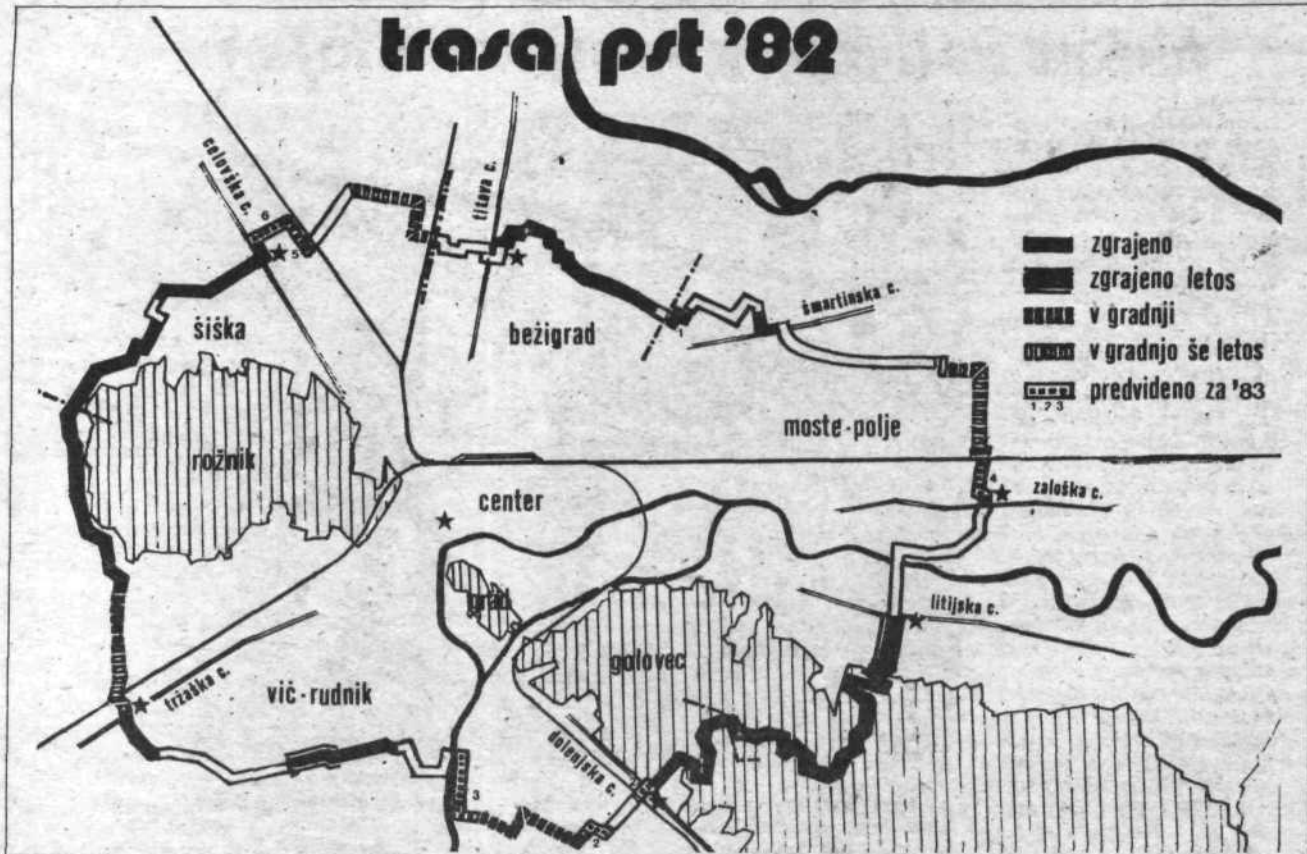 trasa pst '82
celovška c.
titava c.
6
5
zgrajeno
zgrajeno letos
v gradnji
v gradnjo še letos
1 2 3 predvideno za '83
šmartinska c.
1
šiška
bežigrad
moste-polje
rožnik
center
4
zaloška c.
grad
litijska c.
golovec
tržaška c.
vič-rudnik
dolenjska c.
3
2